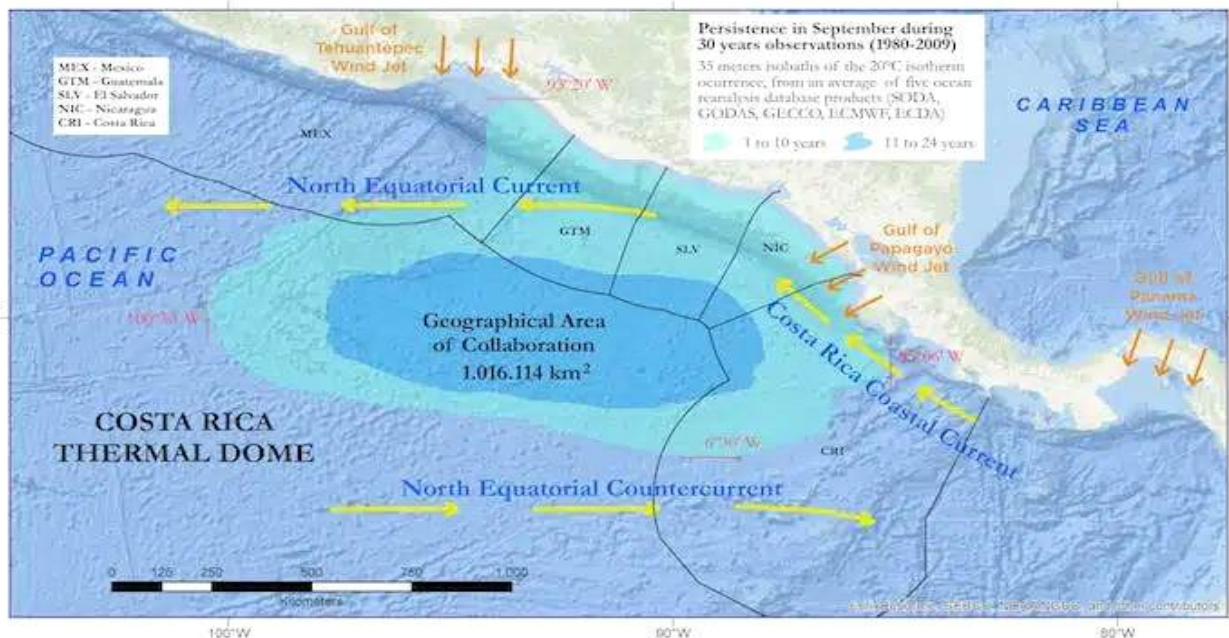 MEX - Mexico
GTM - Guatemala
SLV - El Salvador
NIC - Nicaragua
CRI - Costa Rica
Gulf of
Tehuantepec
Wind Jet
Persistence in September during
30 years observations (1980-2009)
35 meters isobaths of the 20°C isotherm
ocurrence, from an average of five ocean
reanalysis database products (SODA,
GODAS, GECCO, ECMWF, ECDA)
1 to 10 years
11 to 24 years
CARIBBEAN
SEA
MEX
North Equatorial Current
GTM
SLV
NIC
Gulf of
Papagayo
Wind Jet
PACIFIC
OCEAN
Gulf of
Panama
Wind Jet
Geographical Area
of Collaboration
1.016.114 km²
Costa Rica Coastal Current
COSTA RICA
THERMAL DOME
CRI
North Equatorial Countercurrent
0 125 250 500 750 1.000
Kilometers
100°W
90°W
80°W